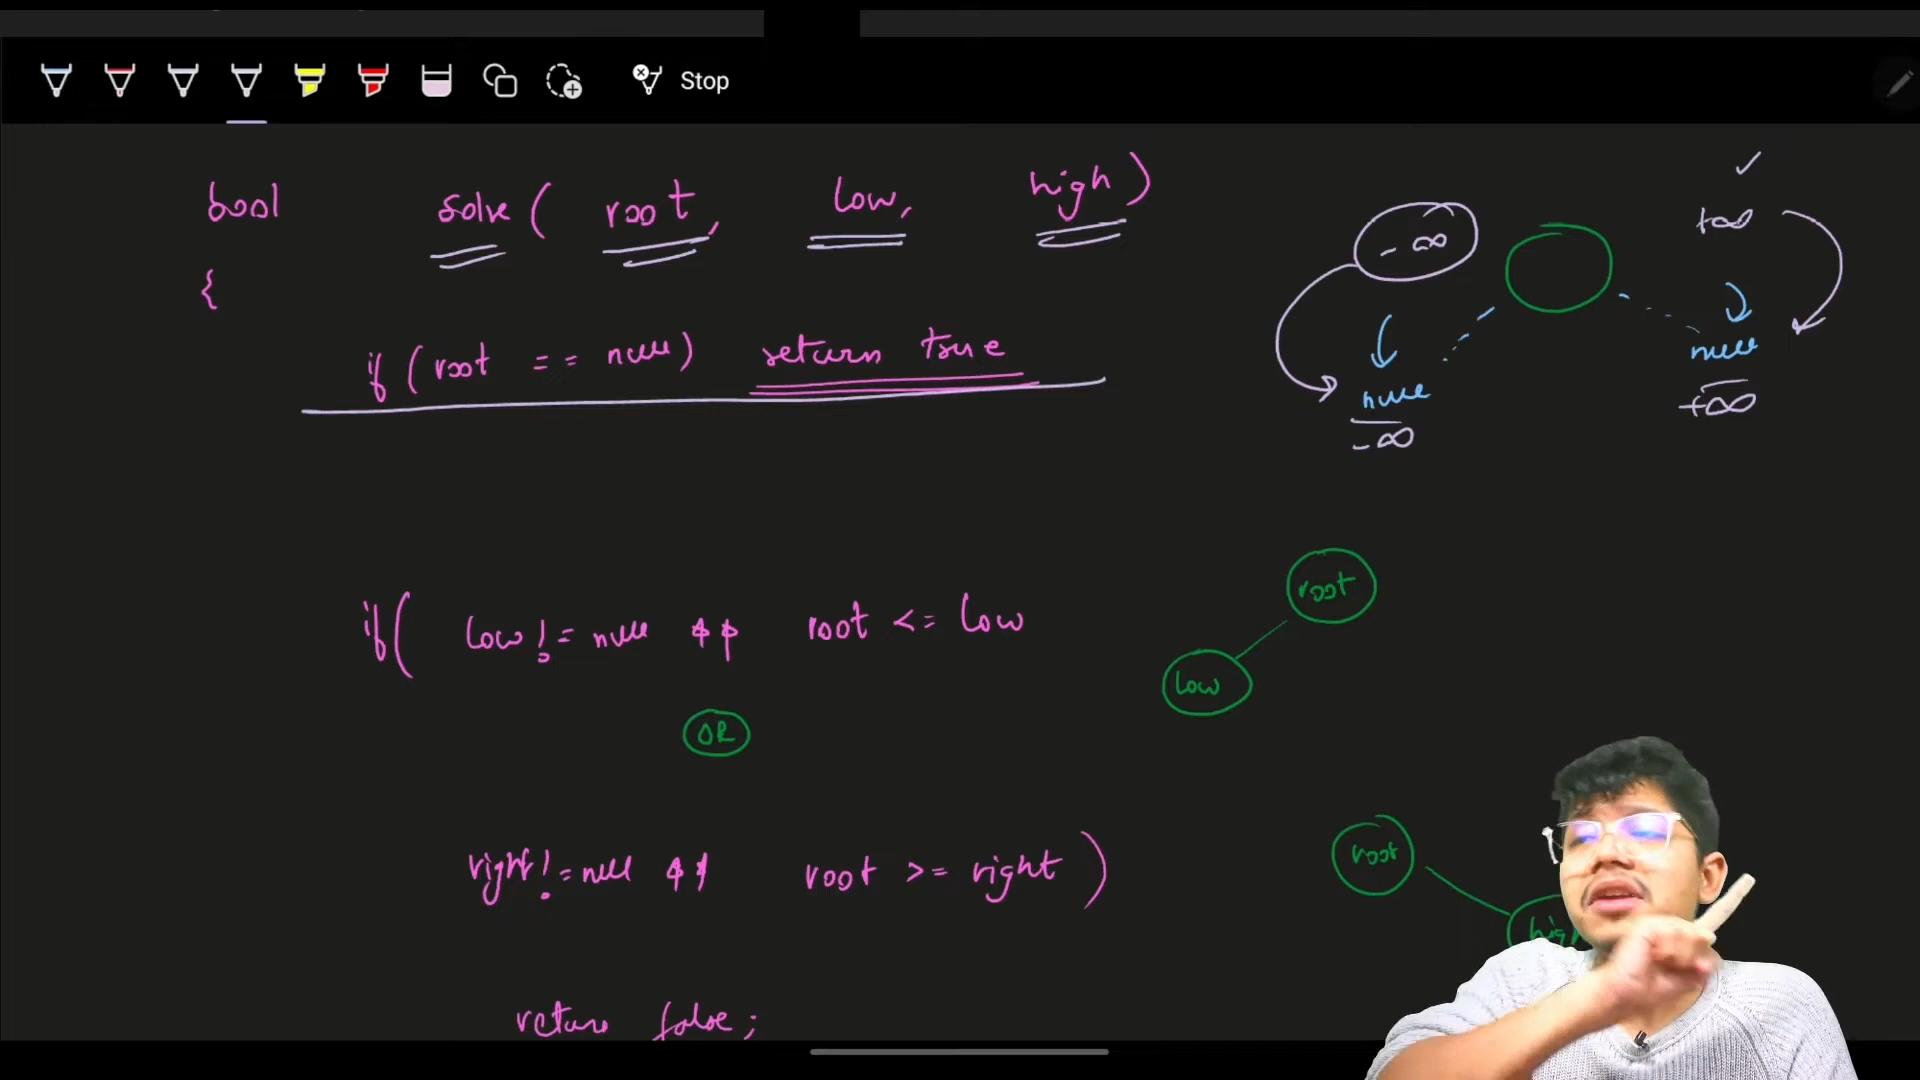 Stop
bool solve( root, low, high)
{
if (root == null) return true
if( low != null && root <= low
OR
right != null && root >= right )
return false;
-∞
+∞
null
-∞
null
+∞
root
low
root